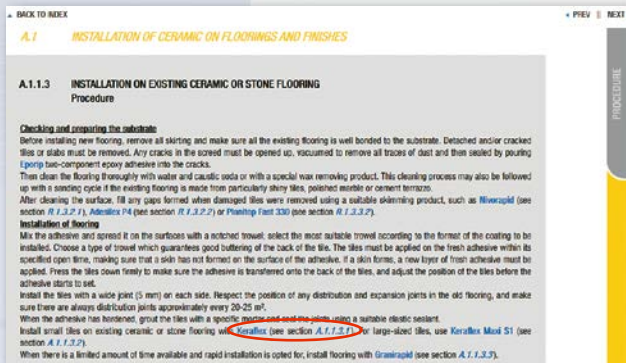 BACK TO INDEX
PREV || NEXT
A.1 INSTALLATION OF CERAMIC ON FLOORINGS AND FINISHES
PROCEDURE
A.1.1.3 INSTALLATION ON EXISTING CERAMIC OR STONE FLOORING
Procedure
Checking and preparing the substrate
Before installing new flooring, remove all skirting and make sure all the existing flooring is well bonded to the substrate. Detached and/or cracked
tiles or slabs must be removed. Any cracks in the screed must be opened up, vacuumed to remove all traces of dust and then sealed by pouring
Eporip two-component epoxy adhesive into the cracks.
Then clean the flooring thoroughly with water and caustic soda or with a special wax removing product. This cleaning process may also be followed
up with a sanding cycle if the existing flooring is made from particularly shiny tiles, polished marble or cement terrazzo.
After cleaning the surface, fill any gaps formed when damaged tiles were removed using a suitable skimming product, such as Nivorapid (see
section R.1.3.2.1), Adesilex P4 (see section R.1.3.2.2) or Planitop Fast 330 (see section R.1.3.3.2).
Installation of flooring
Mix the adhesive and spread it on the surfaces with a notched trowel; select the most suitable trowel according to the format of the coating to be
installed. Choose a type of trowel which guarantees good buttering of the back of the tile. The tiles must be applied on the fresh adhesive within its
specified open time, making sure that a skin has not formed on the surface of the adhesive. If a skin forms, a new layer of fresh adhesive must be
applied. Press the tiles down firmly to make sure the adhesive is transferred onto the back of the tiles, and adjust the position of the tiles before the
adhesive starts to set.
Install the tiles with a wide joint (5 mm) on each side. Respect the position of any distribution and expansion joints in the old flooring, and make
sure there are always distribution joints approximately every 20-25 m².
When the adhesive has hardened, grout the tiles with a specific mortar and seal the joints using a suitable elastic sealant.
Install small tiles on existing ceramic or stone flooring with Keraflex (see section A.1.1.3.1). For large-sized tiles, use Keraflex Maxi S1 (see
section A.1.1.3.2).
When there is a limited amount of time available and rapid installation is opted for, install flooring with Granirapid (see section A.1.1.3.3).